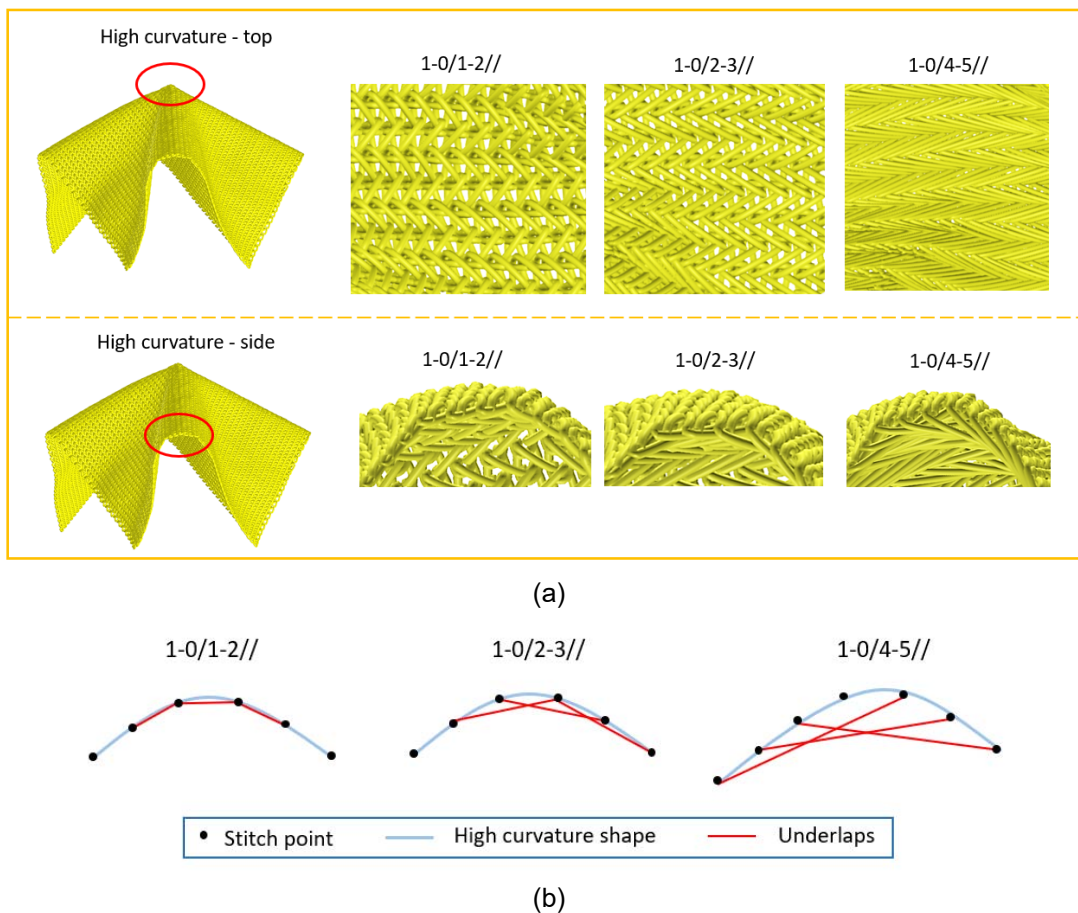 High curvature - top
1-0/1-2//
1-0/2-3//
1-0/4-5//
High curvature - side
1-0/1-2//
1-0/2-3//
1-0/4-5//
(a)
1-0/1-2//
1-0/2-3//
1-0/4-5//
Stitch point
High curvature shape
Underlaps
(b)